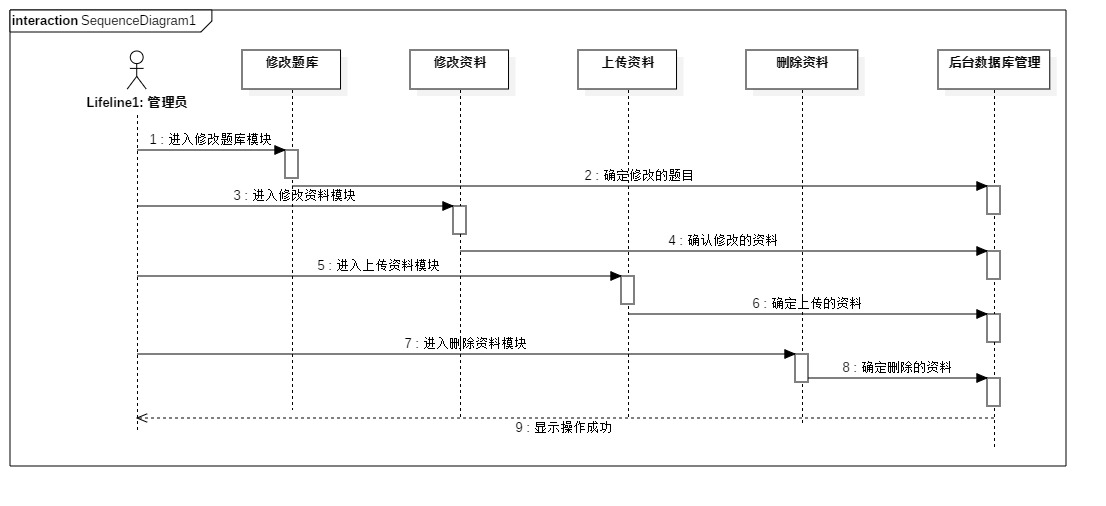 interaction SequenceDiagram1
修改题库
修改资料
上传资料
删除资料
后台数据库管理
Lifeline1: 管理员
1 : 进入修改题库模块
2 : 确定修改的题目
3 : 进入修改资料模块
4 : 确认修改的资料
5 : 进入上传资料模块
6 : 确定上传的资料
7 : 进入删除资料模块
8 : 确定删除的资料
9 : 显示操作成功